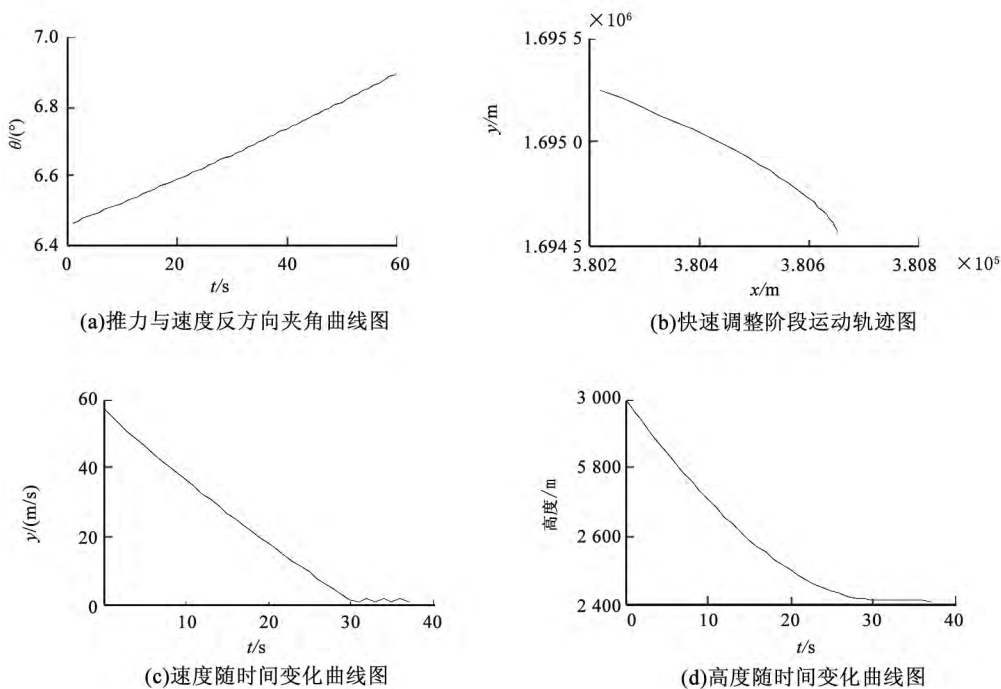 7.0
6.8
6.6
6.4
θ/(°)
0
20
40
60
t/s
(a)推力与速度反方向夹角曲线图
×10⁶
1.695 5
1.695 0
1.694 5
y/m
3.802
3.804
3.806
3.808
×10⁵
x/m
(b)快速调整阶段运动轨迹图
60
40
20
0
y/(m/s)
0
10
20
30
40
t/s
(c)速度随时间变化曲线图
3 000
5 800
2 600
2 400
高度/m
0
10
20
30
40
t/s
(d)高度随时间变化曲线图